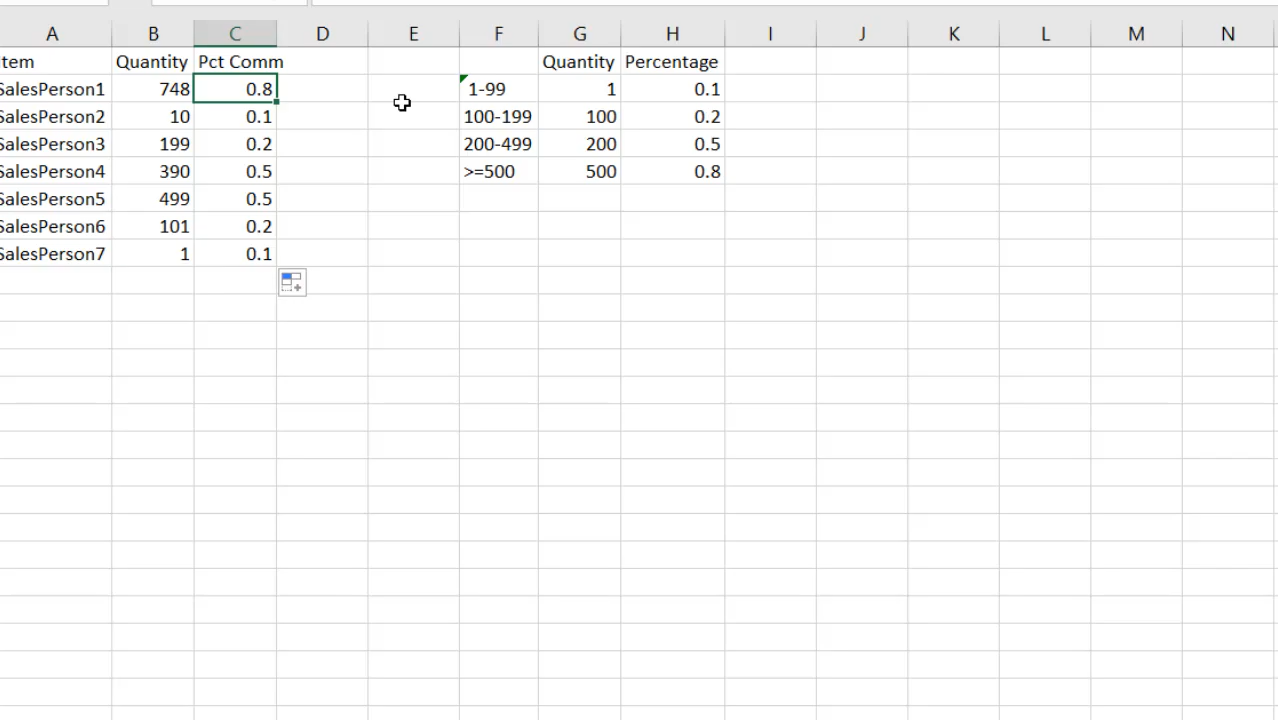 A B C D E F G H I J K L M N
Item Quantity Pct Comm Quantity Percentage
SalesPerson1 748 0.8 1-99 1 0.1
SalesPerson2 10 0.1 100-199 100 0.2
SalesPerson3 199 0.2 200-499 200 0.5
SalesPerson4 390 0.5 >=500 500 0.8
SalesPerson5 499 0.5
SalesPerson6 101 0.2
SalesPerson7 1 0.1